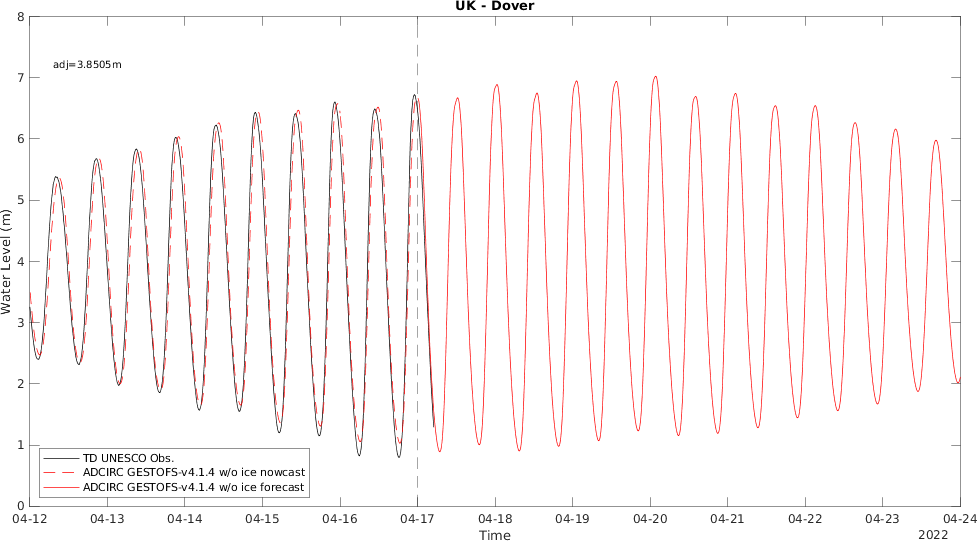 UK - Dover
8
adj=3.8505m
7
6
5
4
3
2
1
0
Water Level (m)
TD UNESCO Obs.
ADCIRC GESTOFS-v4.1.4 w/o ice nowcast
ADCIRC GESTOFS-v4.1.4 w/o ice forecast
04-12 04-13 04-14 04-15 04-16 04-17 04-18 04-19 04-20 04-21 04-22 04-23 04-24
Time
2022